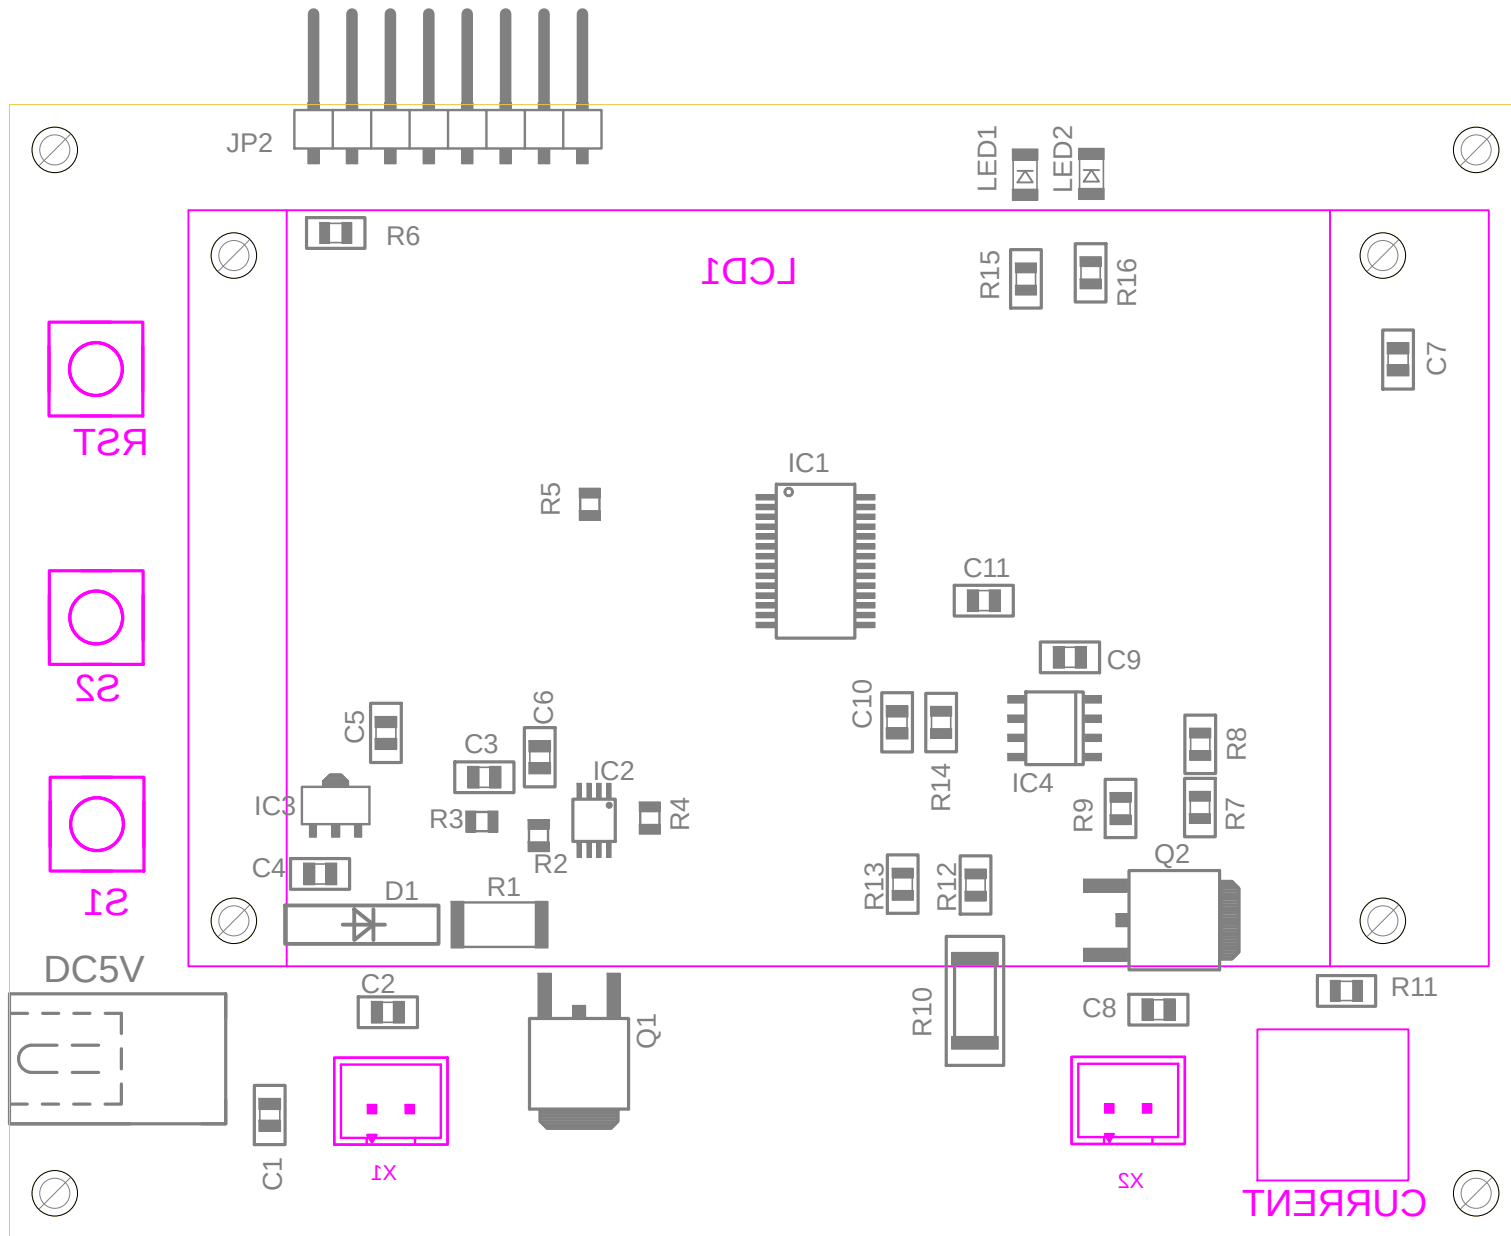 JP2
LED1
LED2
R6
LCD1
R15
R16
C7
RST
IC1
R5
C11
C9
S2
C5
C6
C10
C3
IC2
R14
IC4
R8
IC3
R3
R4
R9
R7
R2
Q2
C4
D1
R1
R13
R12
S1
DC5V
C2
Q1
R10
C8
R11
C1
X1
X2
CURRENT